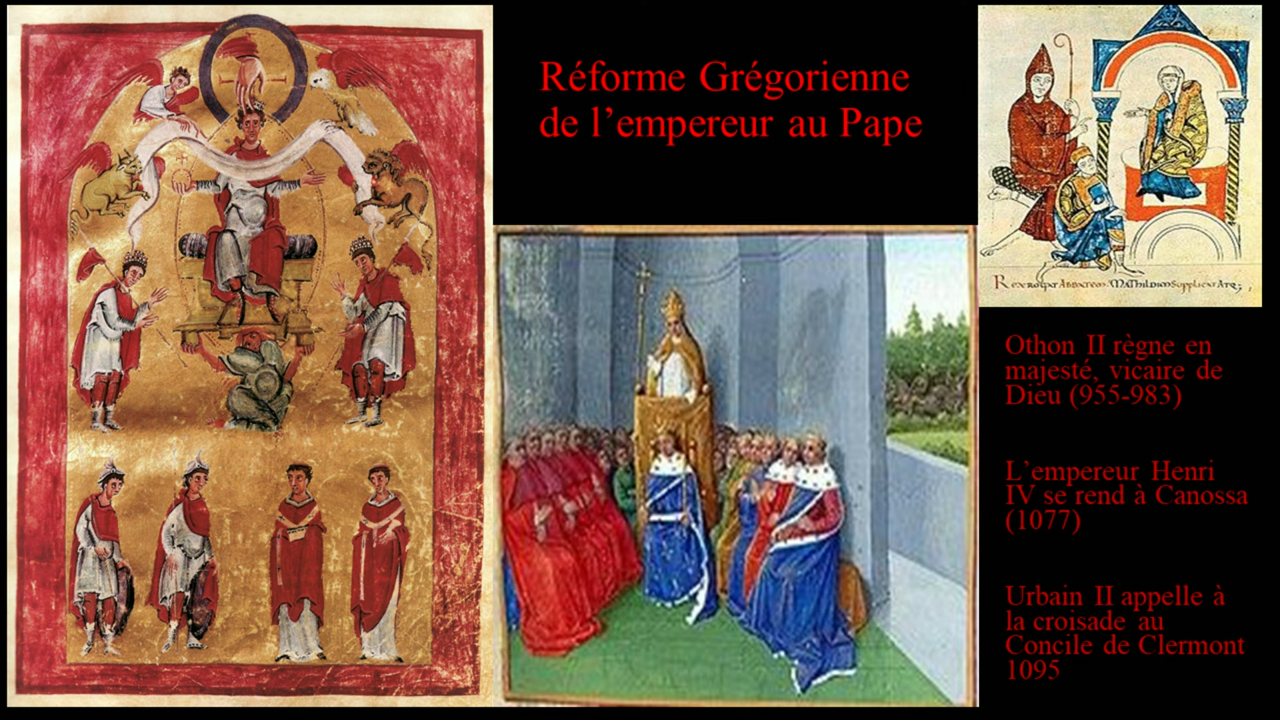 Réforme Grégorienne
de l'empereur au Pape
Othon II règne en
majesté, vicaire de
Dieu (955-983)
L'empereur Henri
IV se rend à Canossa
(1077)
Urbain II appelle à
la croisade au
Concile de Clermont
1095